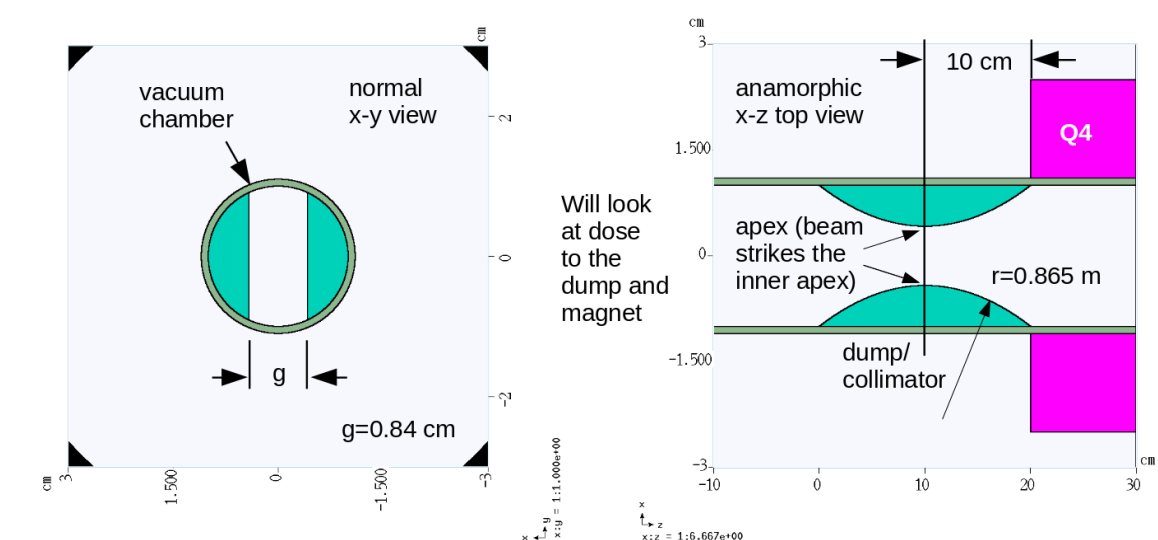 cm
vacuum
chamber
normal
x-y view
2
0
-2
g
g=0.84 cm
cm
3
1.500
0
-1.500
-3
x
y
x:y = 1:1.000e+00
Will look
at dose
to the
dump and
magnet
cm
3
10 cm
anamorphic
x-z top view
Q4
1.500
apex (beam
strikes the
inner apex)
0
r=0.865 m
dump/
collimator
-1.500
-3
cm
-10
0
10
20
30
x
z
x:z = 1:6.667e+00